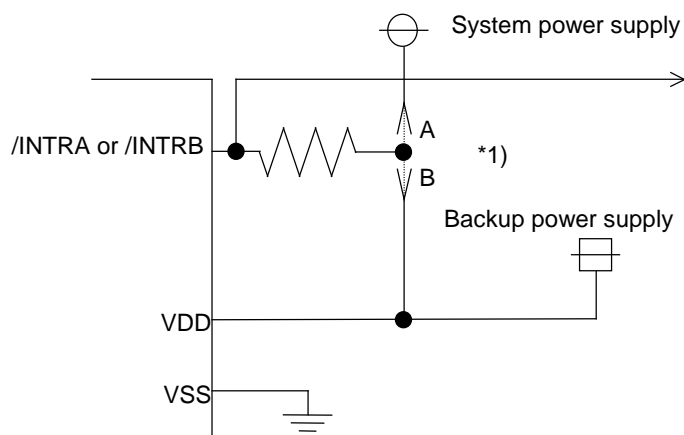 System power supply
A
/INTRA or /INTRB
*1)
B
Backup power supply
VDD
VSS